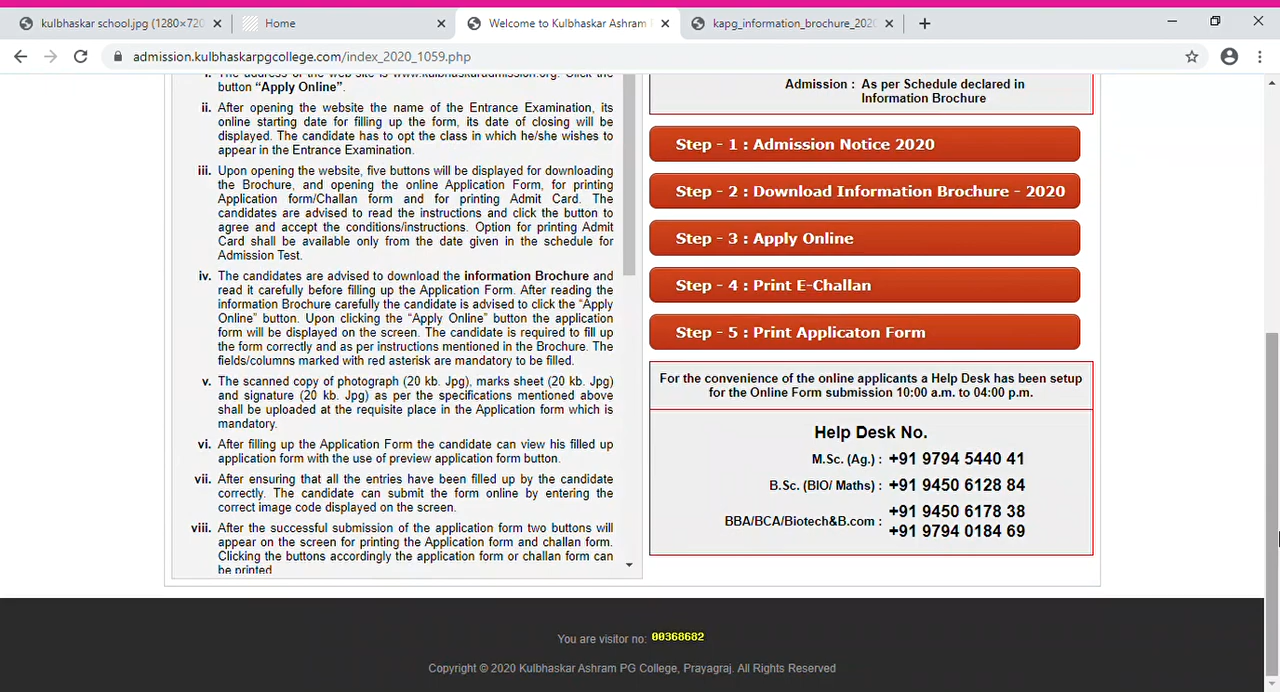 kulbhaskar school.jpg (1280×720
Home
Welcome to Kulbhaskar Ashram
kapg_information_brochure_202
admission.kulbhaskarpgcollege.com/index_2020_1059.php
i. The address of the web site is www.kulbhaskaradmission.org. Click the
button “Apply Online”.
ii. After opening the website the name of the Entrance Examination, its
online starting date for filling up the form, its date of closing will be
displayed. The candidate has to opt the class in which he/she wishes to
appear in the Entrance Examination.
iii. Upon opening the website, five buttons will be displayed for downloading
the Brochure, and opening the online Application Form, for printing
Application form/Challan form and for printing Admit Card. The
candidates are advised to read the instructions and click the button to
agree and accept the conditions/instructions. Option for printing Admit
Card shall be available only from the date given in the schedule for
Admission Test.
iv. The candidates are advised to download the information Brochure and
read it carefully before filling up the Application Form. After reading the
information Brochure carefully the candidate is advised to click the “Apply
Online” button. Upon clicking the “Apply Online” button the application
form will be displayed on the screen. The candidate is required to fill up
the form correctly and as per instructions mentioned in the Brochure. The
fields/columns marked with red asterisk are mandatory to be filled.
v. The scanned copy of photograph (20 kb. Jpg), marks sheet (20 kb. Jpg)
and signature (20 kb. Jpg) as per the specifications mentioned above
shall be uploaded at the requisite place in the Application form which is
mandatory.
vi. After filling up the Application Form the candidate can view his filled up
application form with the use of preview application form button.
vii. After ensuring that all the entries have been filled up by the candidate
correctly. The candidate can submit the form online by entering the
correct image code displayed on the screen.
viii. After the successful submission of the application form two buttons will
appear on the screen for printing the Application form and challan form.
Clicking the buttons accordingly the application form or challan form can
be printed
Admission : As per Schedule declared in
Information Brochure
Step - 1 : Admission Notice 2020
Step - 2 : Download Information Brochure - 2020
Step - 3 : Apply Online
Step - 4 : Print E-Challan
Step - 5 : Print Applicaton Form
For the convenience of the online applicants a Help Desk has been setup
for the Online Form submission 10:00 a.m. to 04:00 p.m.
Help Desk No.
M.Sc. (Ag.) : +91 9794 5440 41
B.Sc. (BIO/ Maths) : +91 9450 6128 84
BBA/BCA/Biotech&B.com : +91 9450 6178 38
+91 9794 0184 69
You are visitor no: 00368682
Copyright © 2020 Kulbhaskar Ashram PG College, Prayagraj. All Rights Reserved